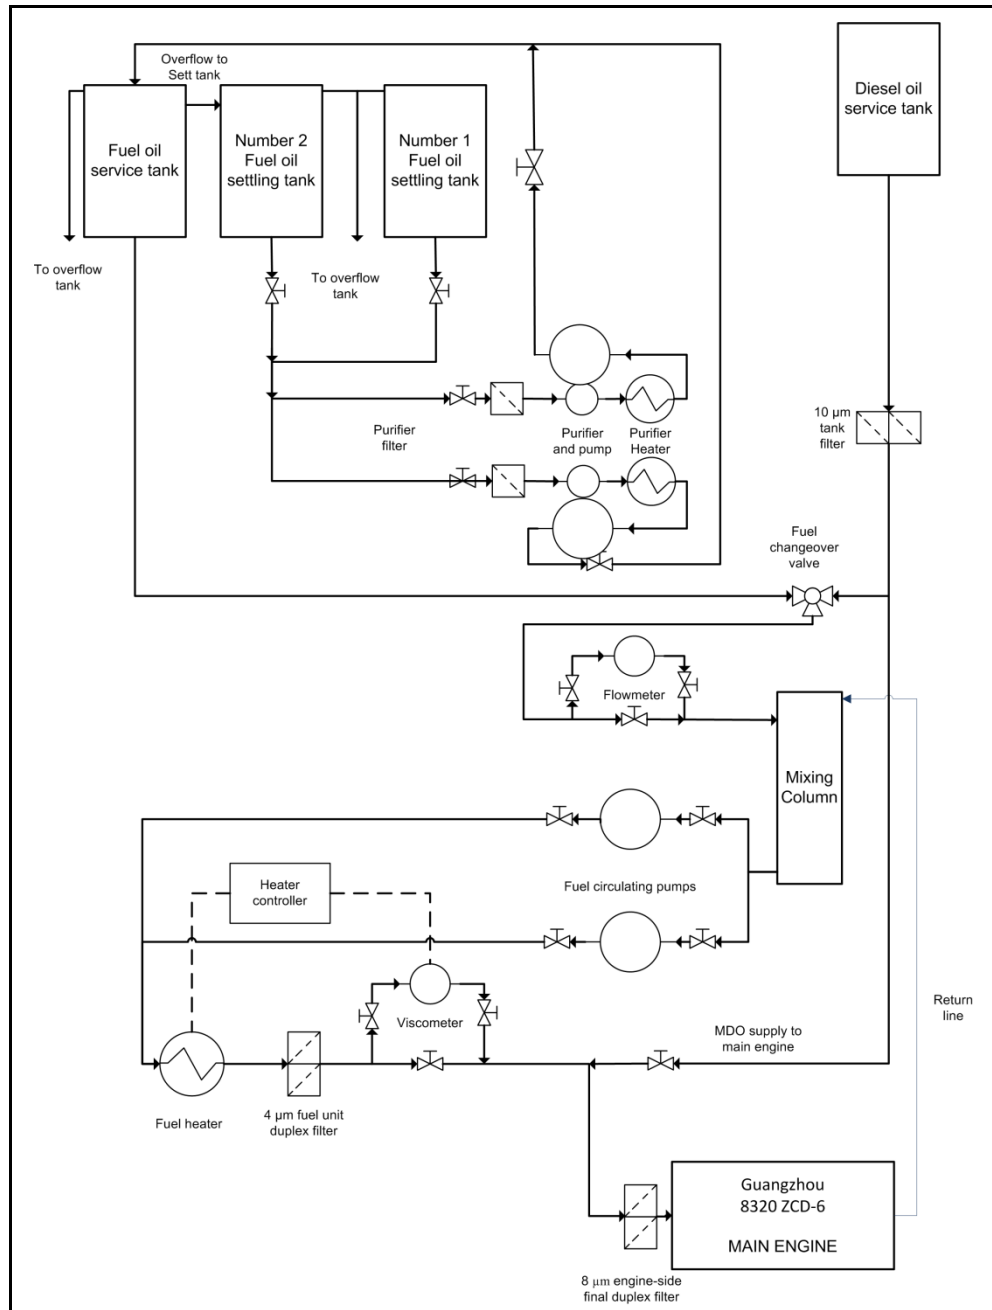 Overflow to
Sett tank
Fuel oil
service tank
Number 2
Fuel oil
settling tank
Number 1
Fuel oil
settling tank
Diesel oil
service tank
To overflow
tank
To overflow
tank
Purifier
filter
Purifier
and pump
Purifier
Heater
10 µm
tank
filter
Fuel
changeover
valve
Flowmeter
Mixing
Column
Fuel circulating pumps
Heater
controller
Viscometer
Return
line
MDO supply to
main engine
Fuel heater
4 µm fuel unit
duplex filter
Guangzhou
8320 ZCD-6
MAIN ENGINE
8 µm engine-side
final duplex filter